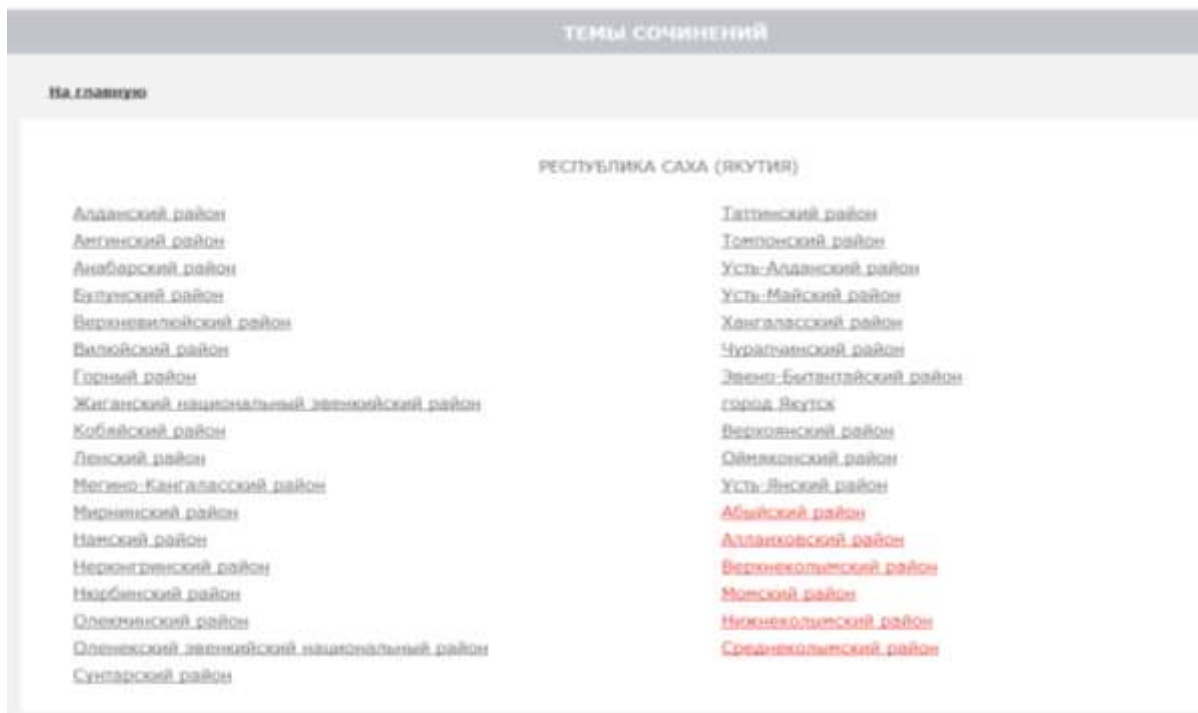 ТЕМЫ СОЧИНЕНИЙ
На главную
РЕСПУБЛИКА САХА (ЯКУТИЯ)
Алданский район
Амгинский район
Анабарский район
Булунский район
Верхневилюйский район
Вилюйский район
Горный район
Жиганский национальный эвенкийский район
Кобяйский район
Ленский район
Мегино-Кангаласский район
Мирнинский район
Намский район
Нерюнгринский район
Нюрбинский район
Олекминский район
Оленекский эвенкийский национальный район
Сунтарский район
Таттинский район
Томпонский район
Усть-Алданский район
Усть-Майский район
Хангаласский район
Чурапчинский район
Эвено-Бытантайский район
город Якутск
Верхоянский район
Оймяконский район
Усть-Янский район
Абыйский район
Аллаиховский район
Верхнеколымский район
Момский район
Нижнеколымский район
Среднеколымский район